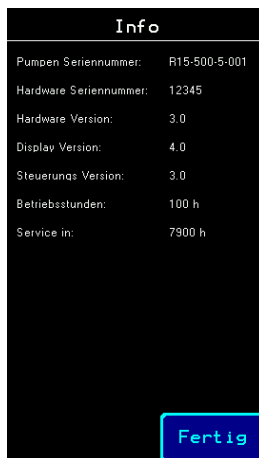 Info
Pumpen Seriennummer: R15-500-5-001
Hardware Seriennummer: 12345
Hardware Version: 3.0
Display Version: 4.0
Steuerungs Version: 3.0
Betriebsstunden: 100 h
Service in: 7900 h
Fertig